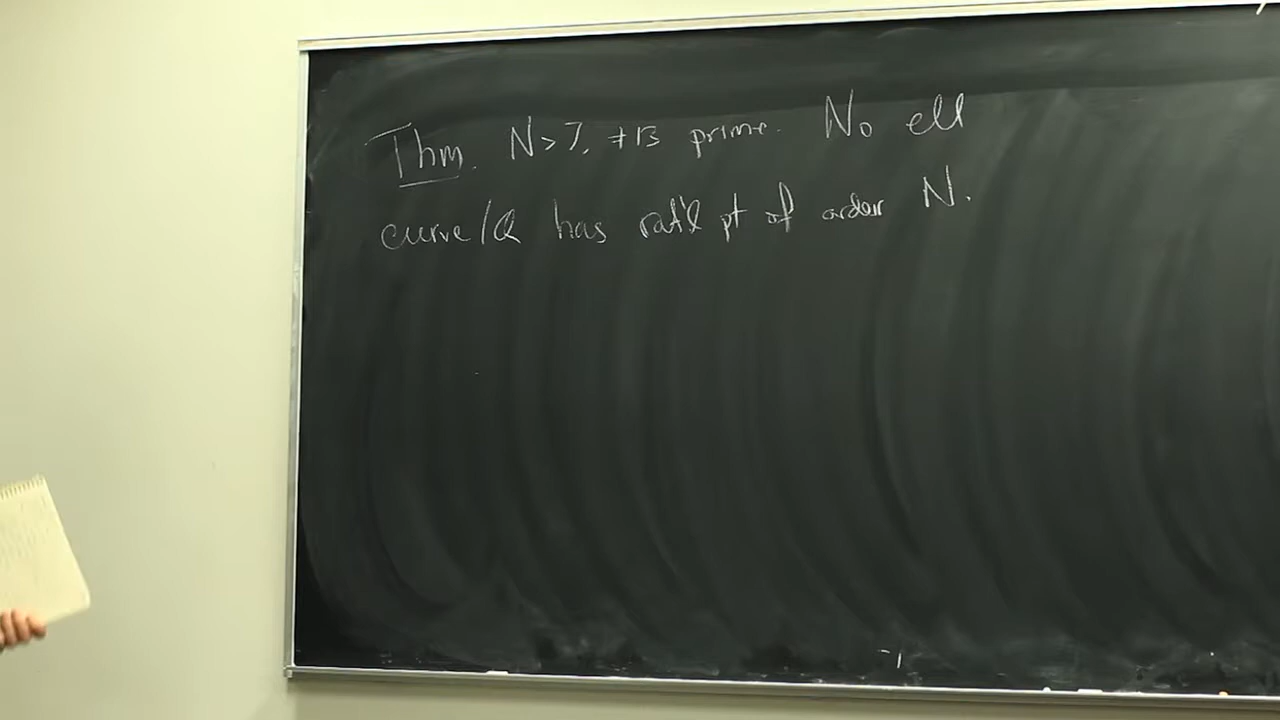 Thm. N>7, ≠13 prime. No ell
curve/Q has rat'l pt of order N.